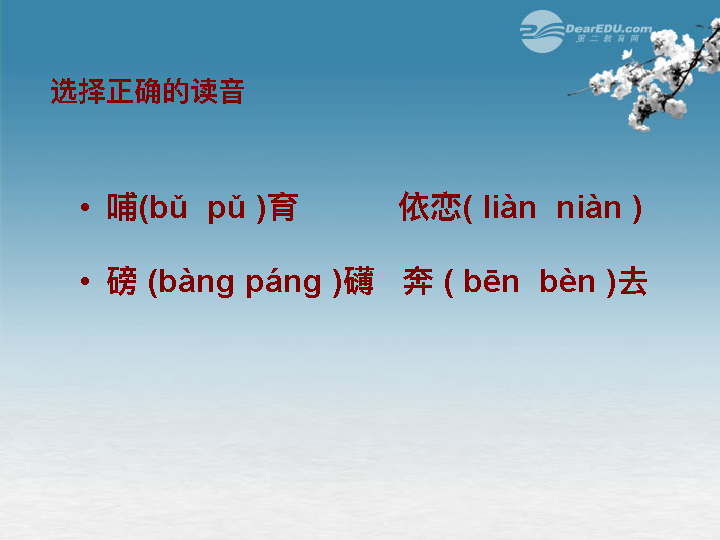 DearEDU.com
第二教育网
选择正确的读音
• 哺(bǔ pǔ )育 依恋( liàn niàn )
• 磅 (bàng páng )礴 奔 ( bēn bèn )去